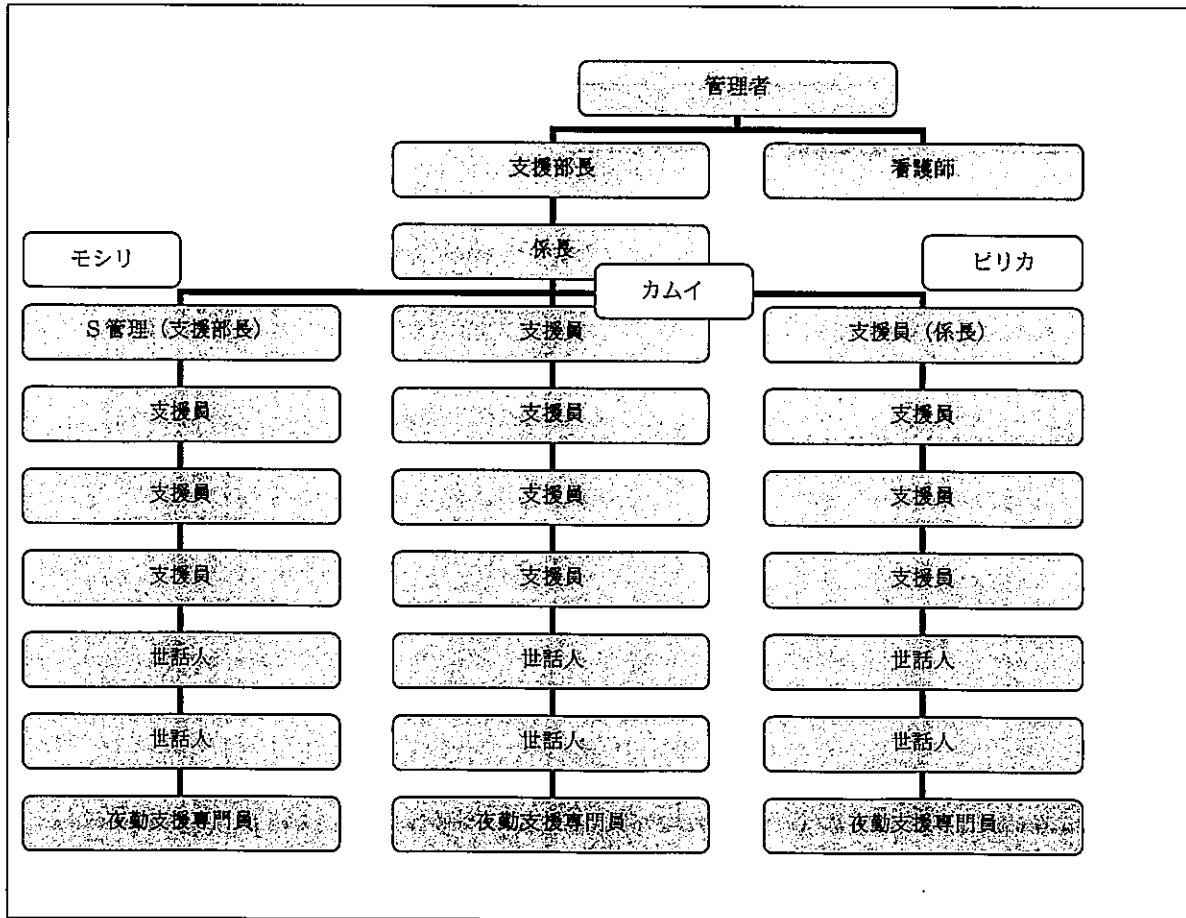 管理者
支援部長
看護師
係長
モシリ
カムイ
ピリカ
S管理(支援部長)
支援員
支援員(係長)
支援員
支援員
支援員
支援員
支援員
支援員
支援員
支援員
支援員
世話人
世話人
世話人
世話人
世話人
世話人
夜勤支援専門員
夜勤支援専門員
夜勤支援専門員